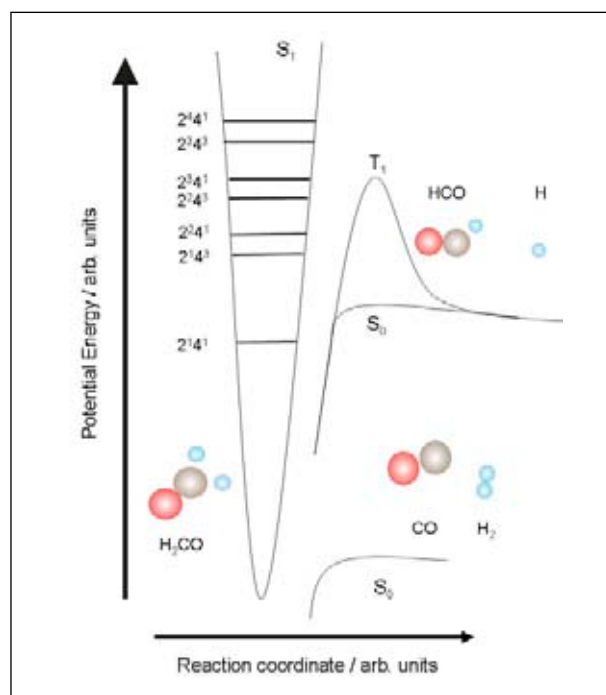 S₁
2⁴4¹
2³4³
2³4¹
2²4³
2²4¹
2¹4³
2¹4¹
T₁
HCO H
S₀
H₂CO
CO H₂
S₀
Potential Energy / arb. units
Reaction coordinate / arb. units